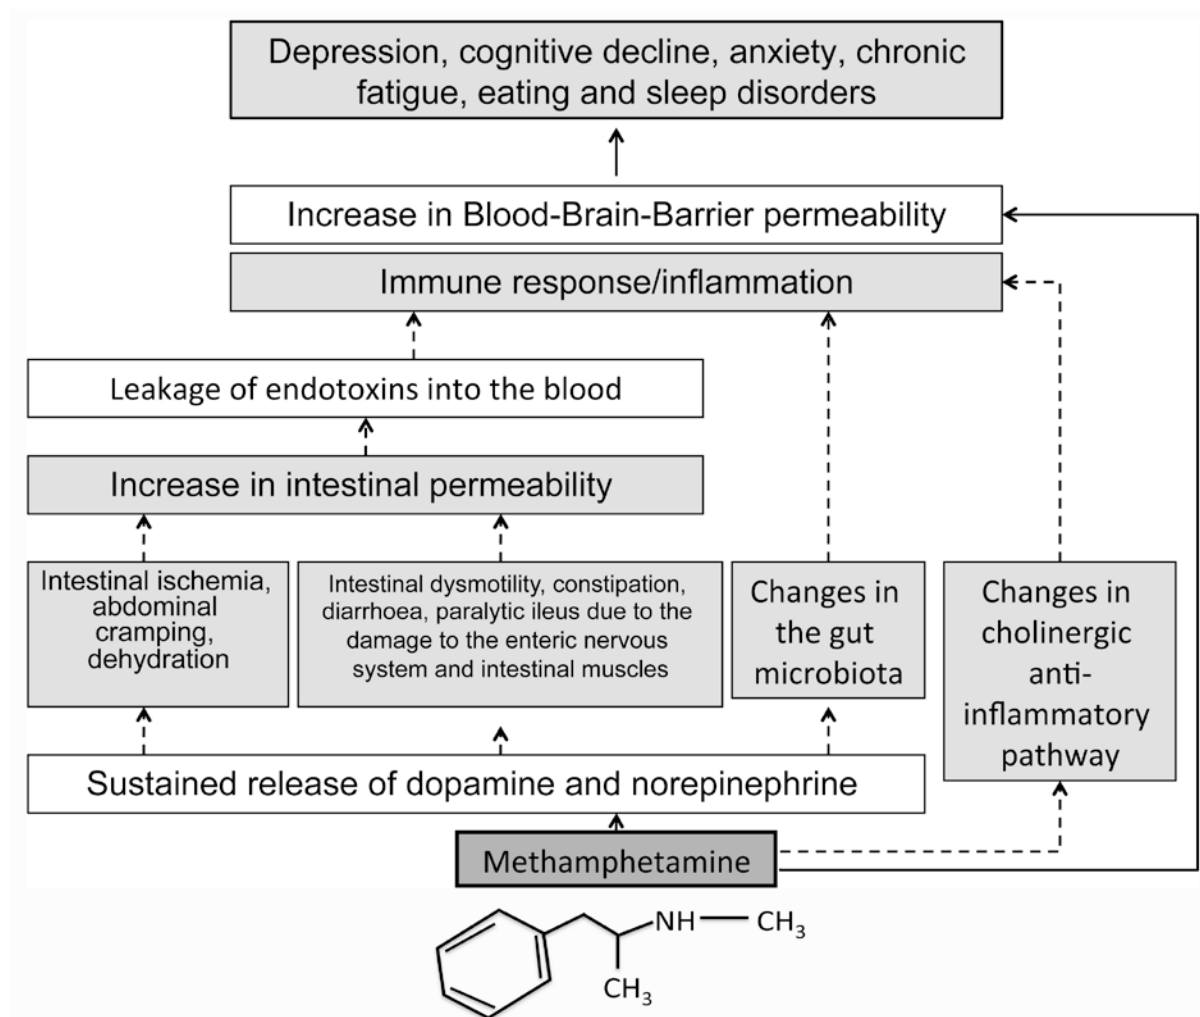 Depression, cognitive decline, anxiety, chronic
fatigue, eating and sleep disorders
Increase in Blood-Brain-Barrier permeability
Immune response/inflammation
Leakage of endotoxins into the blood
Increase in intestinal permeability
Intestinal ischemia,
abdominal
cramping,
dehydration
Intestinal dysmotility, constipation,
diarrhoea, paralytic ileus due to the
damage to the enteric nervous
system and intestinal muscles
Changes in
the gut
microbiota
Changes in
cholinergic
anti-
inflammatory
pathway
Sustained release of dopamine and norepinephrine
Methamphetamine
NH
CH3
CH3